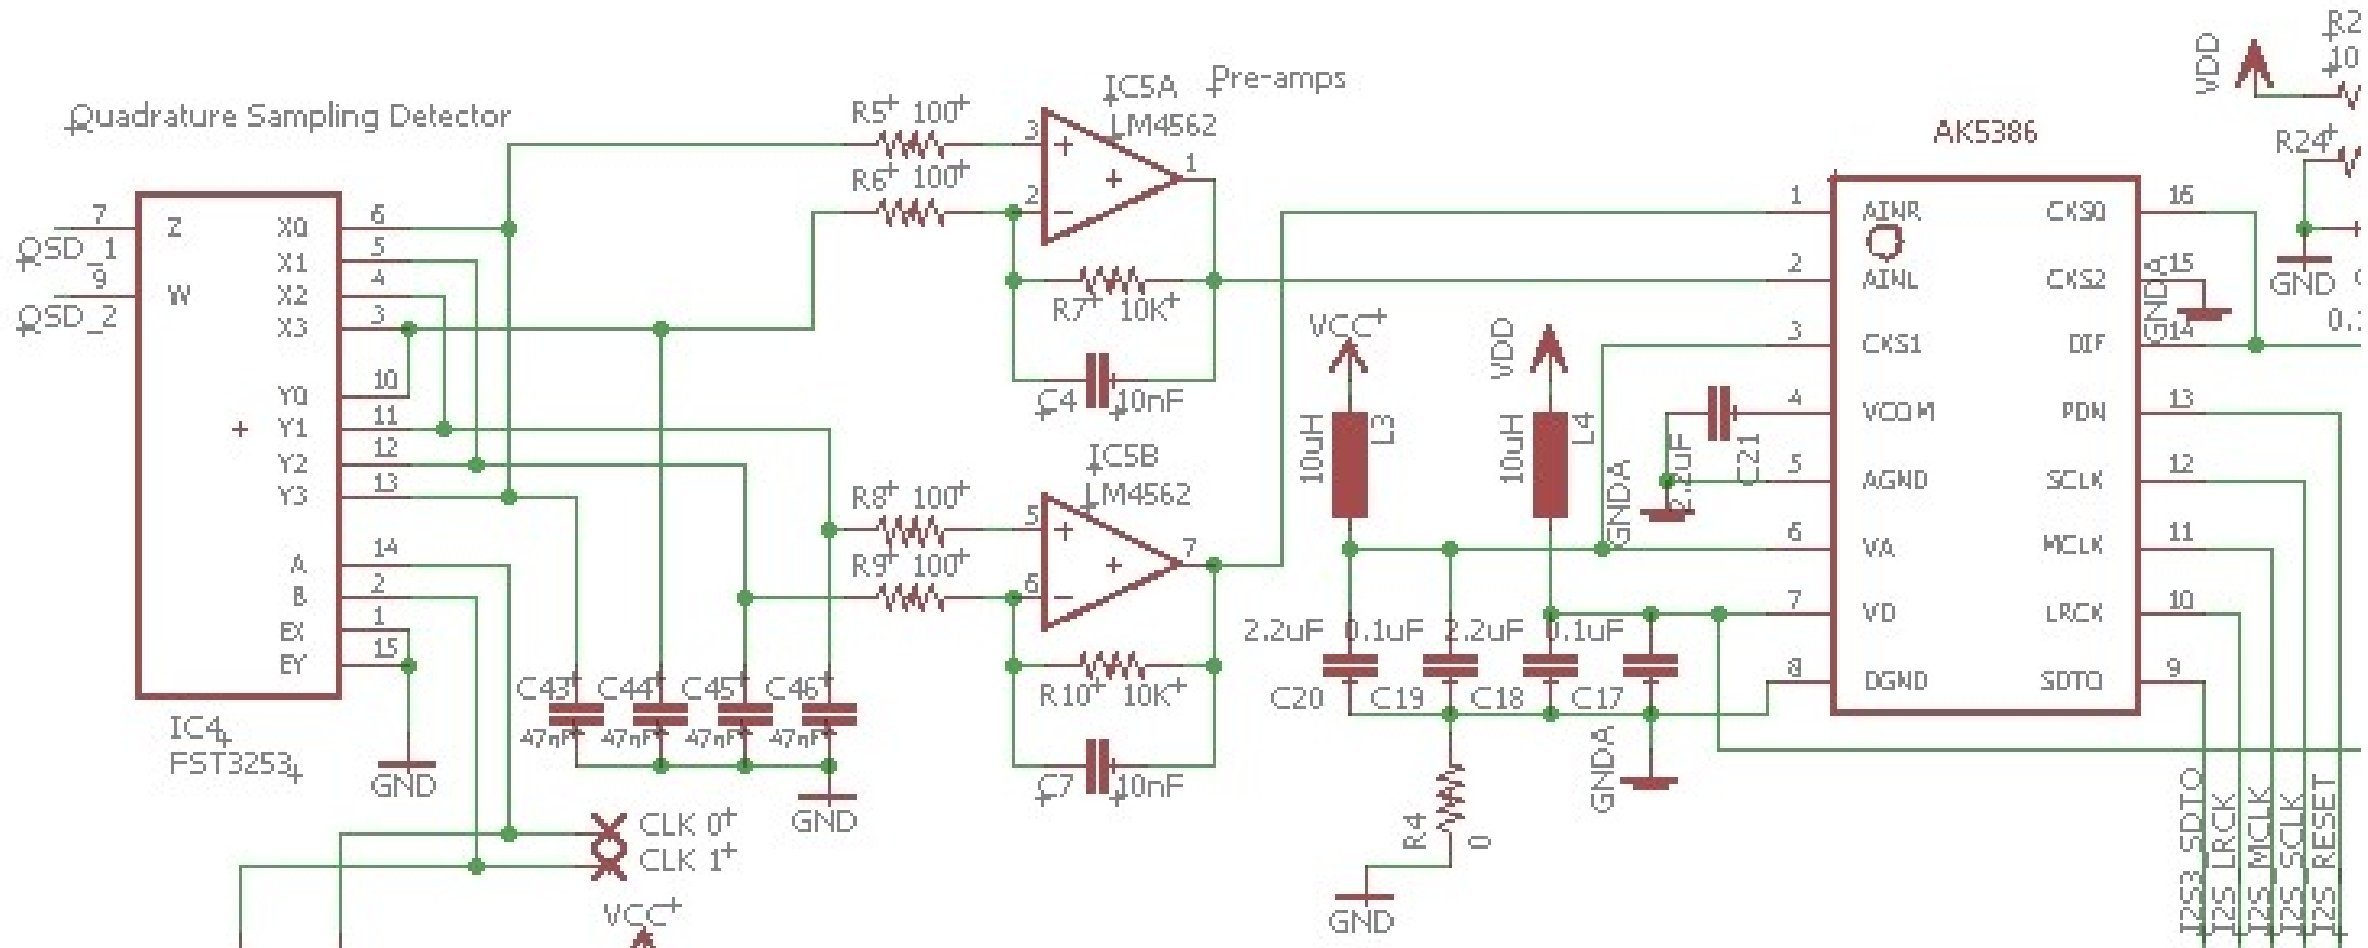 Quadrature Sampling Detector
QSD_1
7
Z
QSD_2
9
W
X0
6
X1
5
X2
4
X3
3
Y0
10
Y1
11
Y2
12
Y3
13
A
14
B
2
EX
1
EY
15
IC4
FST3253
GND
CLK 0
CLK 1
VCC
C43
47nF
C44
47nF
C45
47nF
C46
47nF
GND
R5 100
R6 100
IC5A
LM4562
Pre-amps
3
2
1
R7 10K
C4 10nF
R8 100
R9 100
IC5B
LM4562
5
6
7
R10 10K
C7 10nF
VCC
10uH
L3
VDD
10uH
L4
GNDA
2.2uF
C21
2.2uF 0.1uF 2.2uF 0.1uF
C20 C19 C18 C17
GNDA
R4
0
GND
AK5386
1 AINR
2 AINL
3 CKS1
4 VCOM
5 AGND
6 VA
7 VD
8 DGND
CKS0 16
CKS2 15
DIF 14
PDN 13
SCLK 12
MCLK 11
LRCK 10
SDTO 9
GNDA
VDD
R2
10
R24
GND
0.
I2S3_SDTO
I2S_LRCK
I2S_MCLK
I2S_SCLK
I2S_RESET